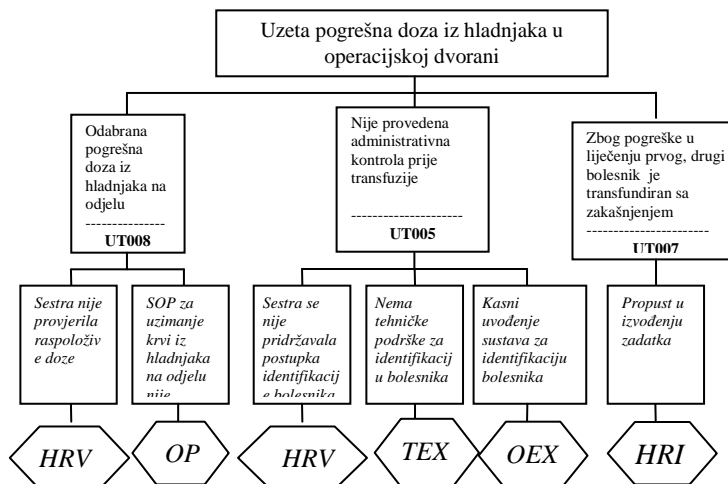 Uzeta pogrešna doza iz hladnjaka u
operacijskoj dvorani
Odabrana
pogrešna
doza iz
hladnjaka na
odjelu
---------------
UT008
Nije provedena
administrativna
kontrola prije
transfuzije
---------------------
UT005
Zbog pogreške u
liječenju prvog, drugi
bolesnik je
transfundiran sa
zakašnjenjem
-----------------------
UT007
Sestra nije
provjerila
raspoloživ
e doze
SOP za
uzimanje
krvi iz
hladnjaka
na odjelu
nije
Sestra se
nije
pridržavala
postupka
identifikacij
e bolesnika
Nema
tehničke
podrške za
identifikacij
u bolesnika
Kasni
uvođenje
sustava za
identifikaciju
bolesnika
Propust u
izvođenju
zadatka
HRV
OP
HRV
TEX
OEX
HRI